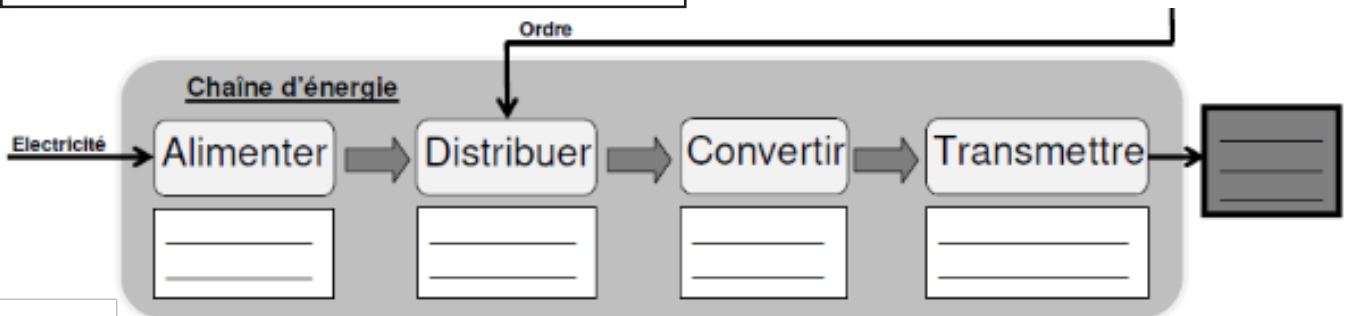 Ordre
Chaîne d'énergie
Electricité
Alimenter
Distribuer
Convertir
Transmettre